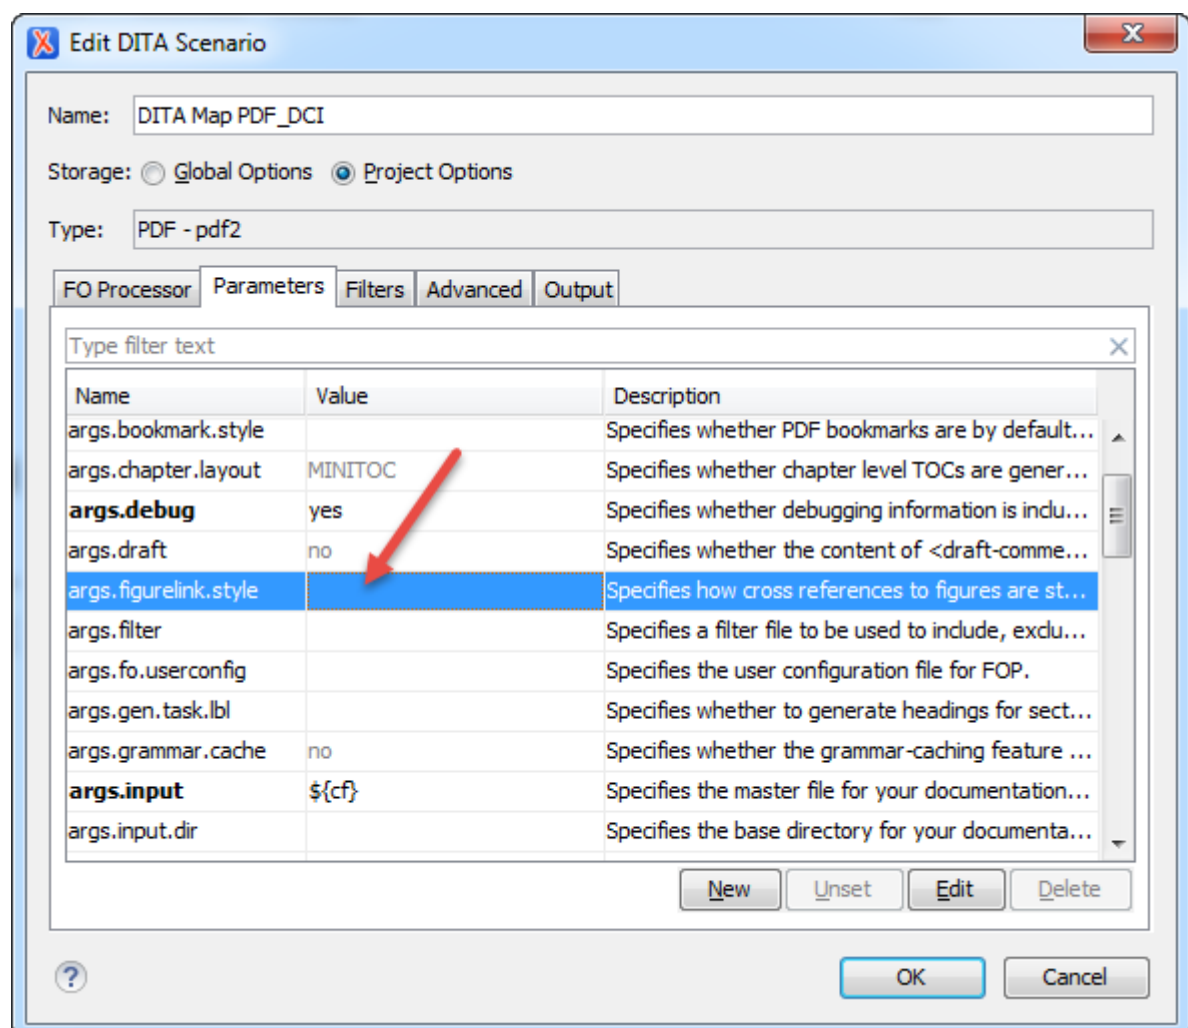 Edit DITA Scenario
Name: DITA Map PDF_DCI
Storage: Global Options Project Options
Type: PDF - pdf2
FO Processor Parameters Filters Advanced Output
Type filter text
Name Value Description
args.bookmark.style Specifies whether PDF bookmarks are by default...
args.chapter.layout MINITOC Specifies whether chapter level TOCs are gener...
args.debug yes Specifies whether debugging information is inclu...
args.draft no Specifies whether the content of <draft-comme...
args.figurelink.style Specifies how cross references to figures are st...
args.filter Specifies a filter file to be used to include, exclu...
args.fo.userconfig Specifies the user configuration file for FOP.
args.gen.task.lbl Specifies whether to generate headings for sect...
args.grammar.cache no Specifies whether the grammar-caching feature ...
args.input ${cf} Specifies the master file for your documentation...
args.input.dir Specifies the base directory for your documenta...
New Unset Edit Delete
? OK Cancel